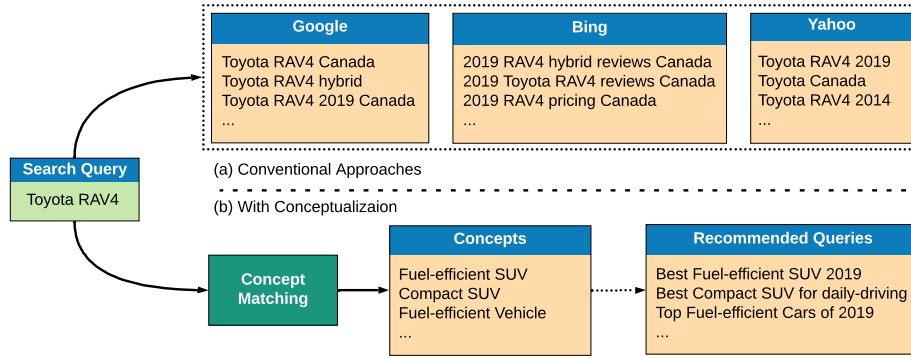 Google
Toyota RAV4 Canada
Toyota RAV4 hybrid
Toyota RAV4 2019 Canada
...
Bing
2019 RAV4 hybrid reviews Canada
2019 Toyota RAV4 reviews Canada
2019 RAV4 pricing Canada
...
Yahoo
Toyota RAV4 2019
Toyota Canada
Toyota RAV4 2014
...
(a) Conventional Approaches
Search Query
Toyota RAV4
(b) With Conceptualizaion
Concept
Matching
Concepts
Fuel-efficient SUV
Compact SUV
Fuel-efficient Vehicle
...
Recommended Queries
Best Fuel-efficient SUV 2019
Best Compact SUV for daily-driving
Top Fuel-efficient Cars of 2019
...